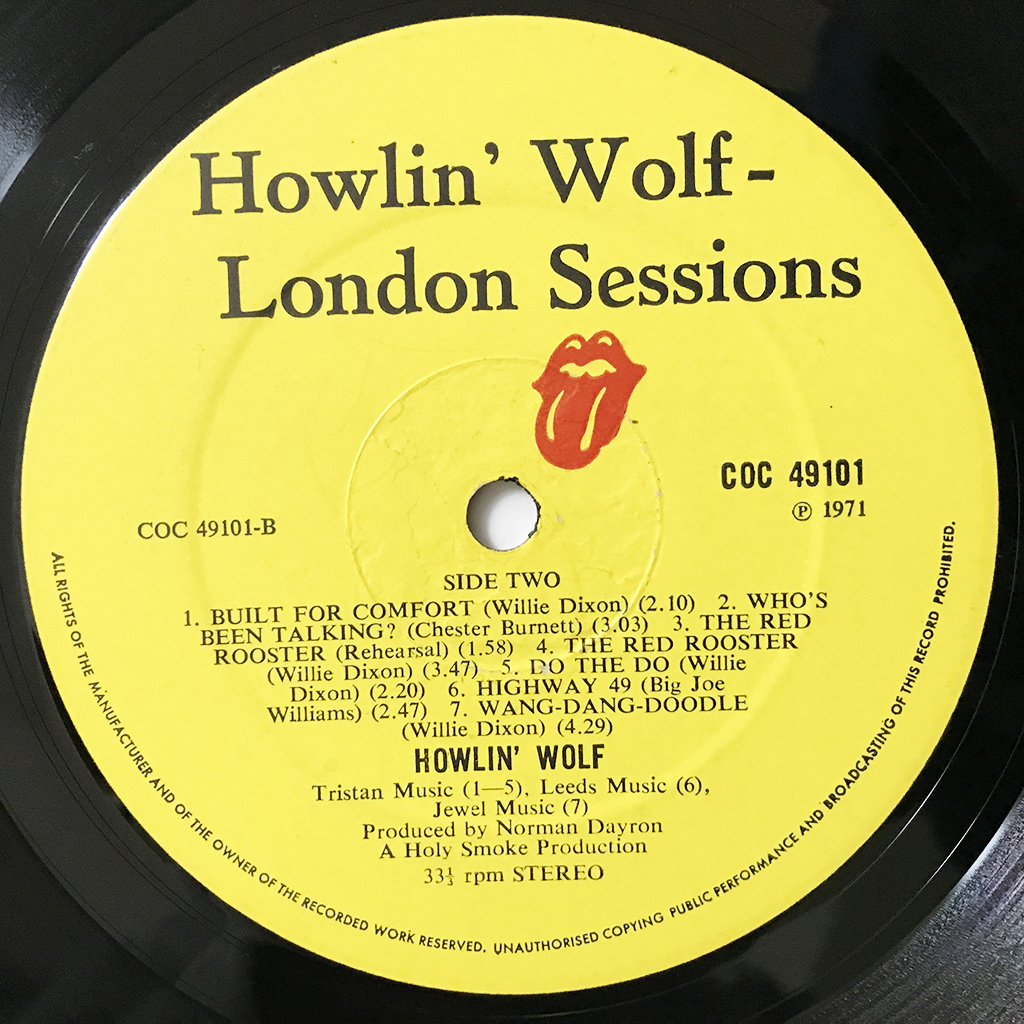 Howlin' Wolf-
London Sessions
COC 49101
COC 49101-B
℗ 1971
SIDE TWO
1. BUILT FOR COMFORT (Willie Dixon) (2.10) 2. WHO'S
BEEN TALKING? (Chester Burnett) (3.03) 3. THE RED
ROOSTER (Rehearsal) (1.58) 4. THE RED ROOSTER
(Willie Dixon) (3.47) 5. DO THE DO (Willie
Dixon) (2.20) 6. HIGHWAY 49 (Big Joe
Williams) (2.47) 7. WANG-DANG-DOODLE
(Willie Dixon) (4.29)
HOWLIN' WOLF
Tristan Music (1—5), Leeds Music (6),
Jewel Music (7)
Produced by Norman Dayron
A Holy Smoke Production
33⅓ rpm STEREO
ALL RIGHTS OF THE MANUFACTURER AND OF THE OWNER OF THE RECORDED WORK RESERVED. UNAUTHORISED COPYING PUBLIC PERFORMANCE AND BROADCASTING OF THIS RECORD PROHIBITED.